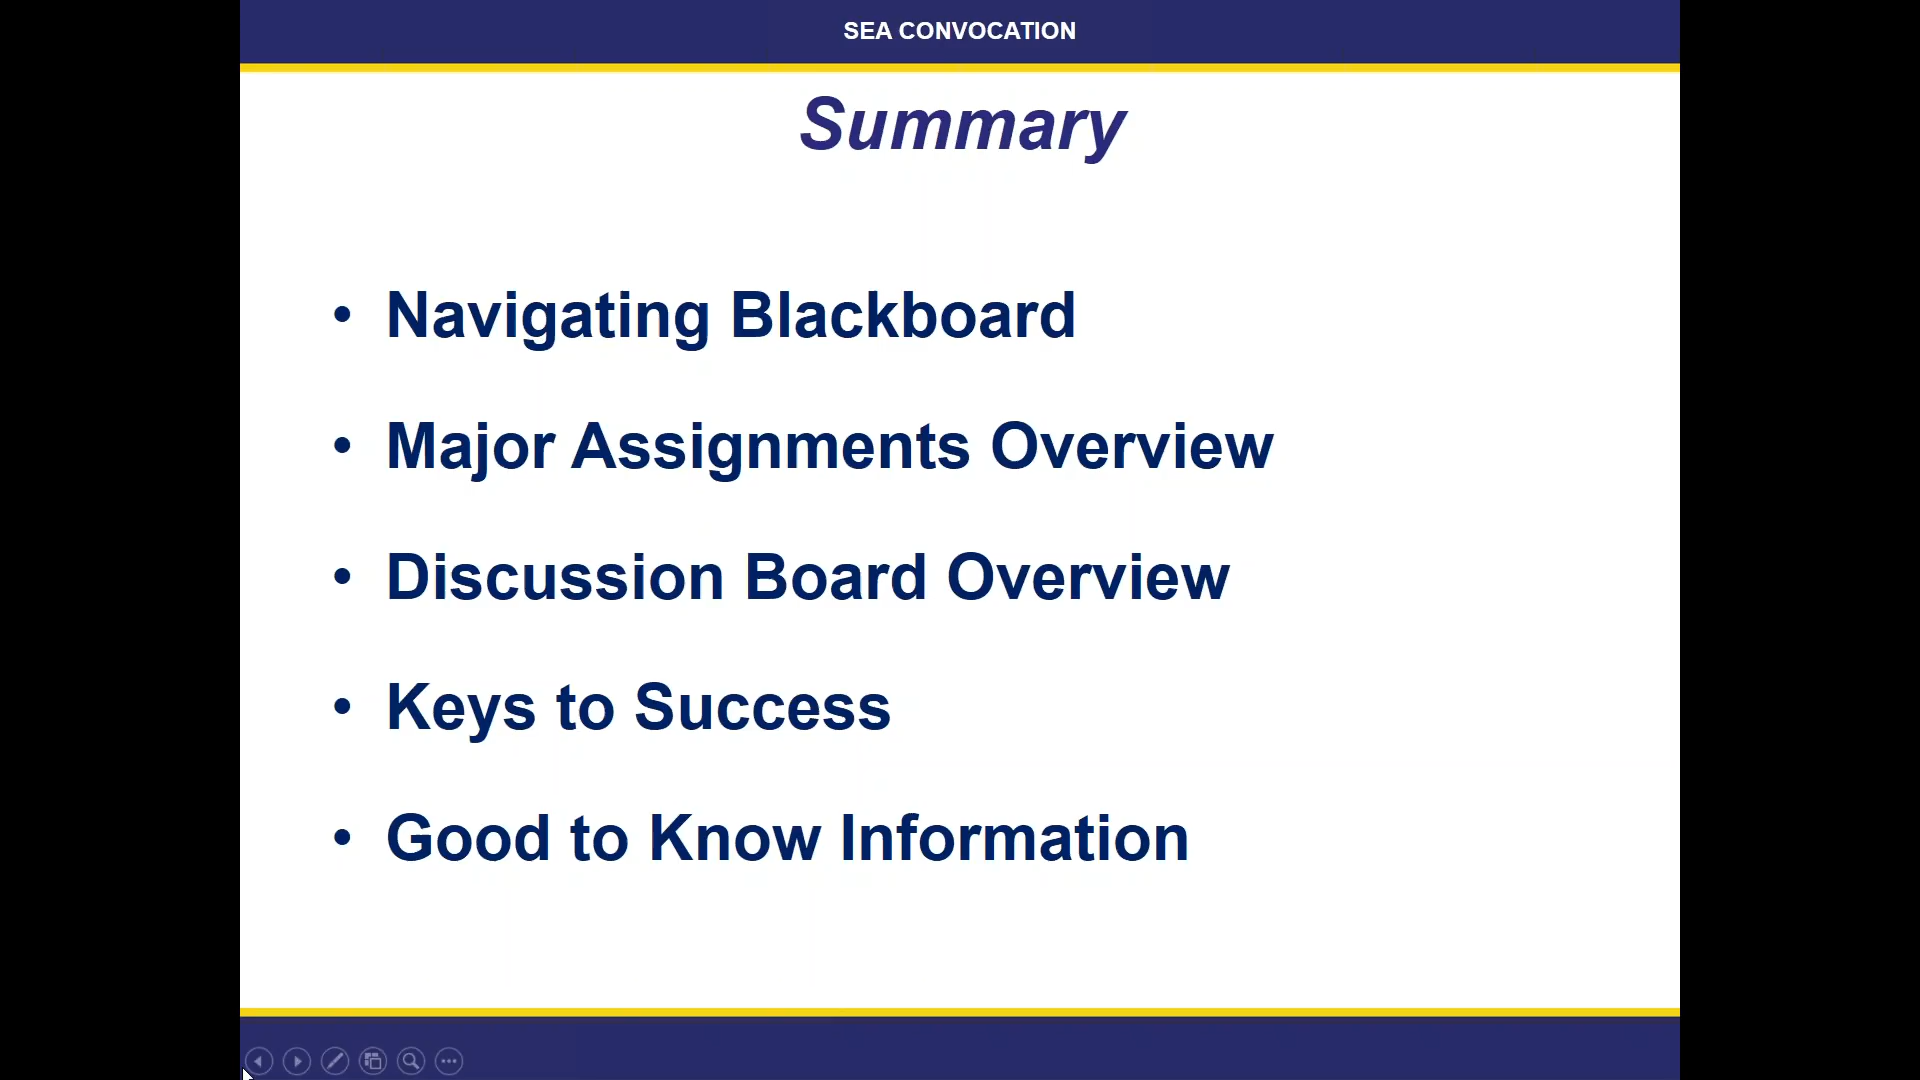 SEA CONVOCATION
Summary
• Navigating Blackboard
• Major Assignments Overview
• Discussion Board Overview
• Keys to Success
• Good to Know Information